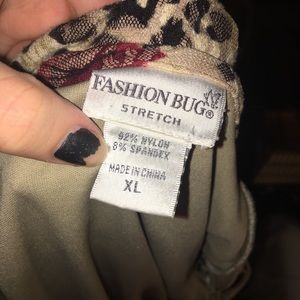 FASHION BUG®
STRETCH
92% NYLON
8% SPANDEX
MADE IN CHINA
XL